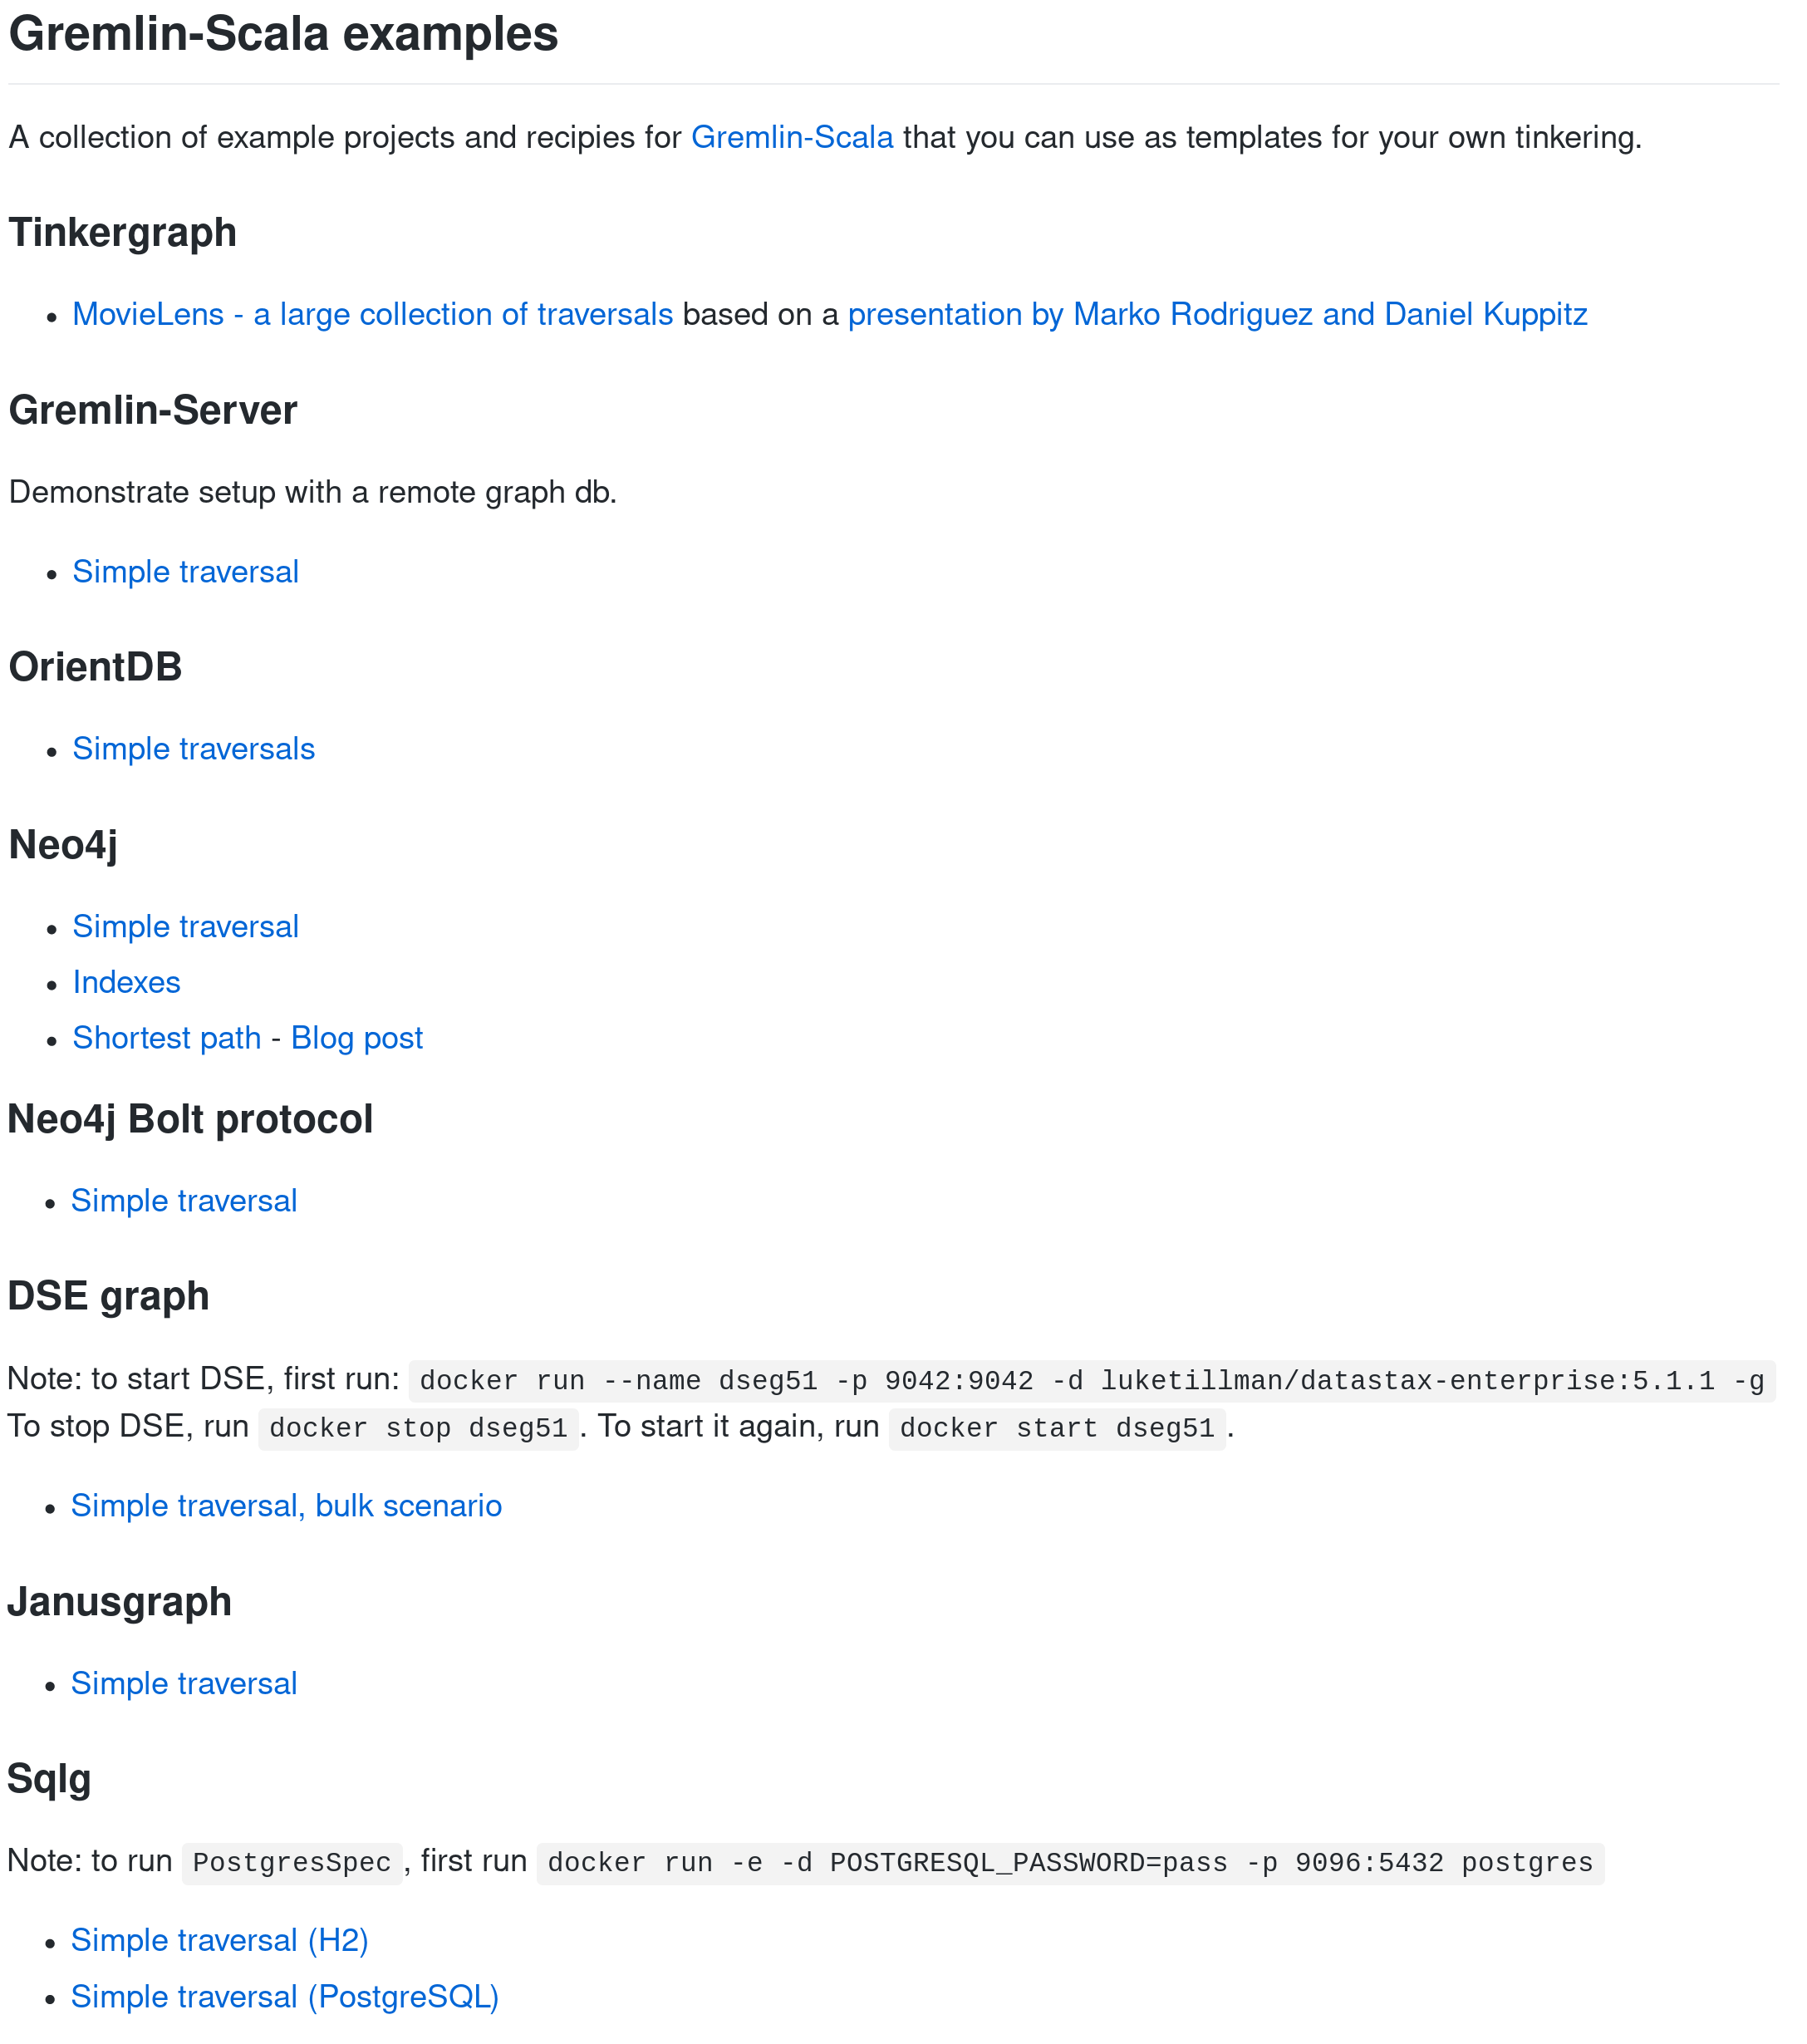 Gremlin-Scala examples
A collection of example projects and recipies for Gremlin-Scala that you can use as templates for your own tinkering.
Tinkergraph
• MovieLens - a large collection of traversals based on a presentation by Marko Rodriguez and Daniel Kuppitz
Gremlin-Server
Demonstrate setup with a remote graph db.
• Simple traversal
OrientDB
• Simple traversals
Neo4j
• Simple traversal
• Indexes
• Shortest path - Blog post
Neo4j Bolt protocol
• Simple traversal
DSE graph
Note: to start DSE, first run: docker run --name dseg51 -p 9042:9042 -d luketillman/datastax-enterprise:5.1.1 -g
To stop DSE, run docker stop dseg51. To start it again, run docker start dseg51.
• Simple traversal, bulk scenario
Janusgraph
• Simple traversal
Sqlg
Note: to run PostgresSpec, first run docker run -e -d POSTGRESQL_PASSWORD=pass -p 9096:5432 postgres
• Simple traversal (H2)
• Simple traversal (PostgreSQL)